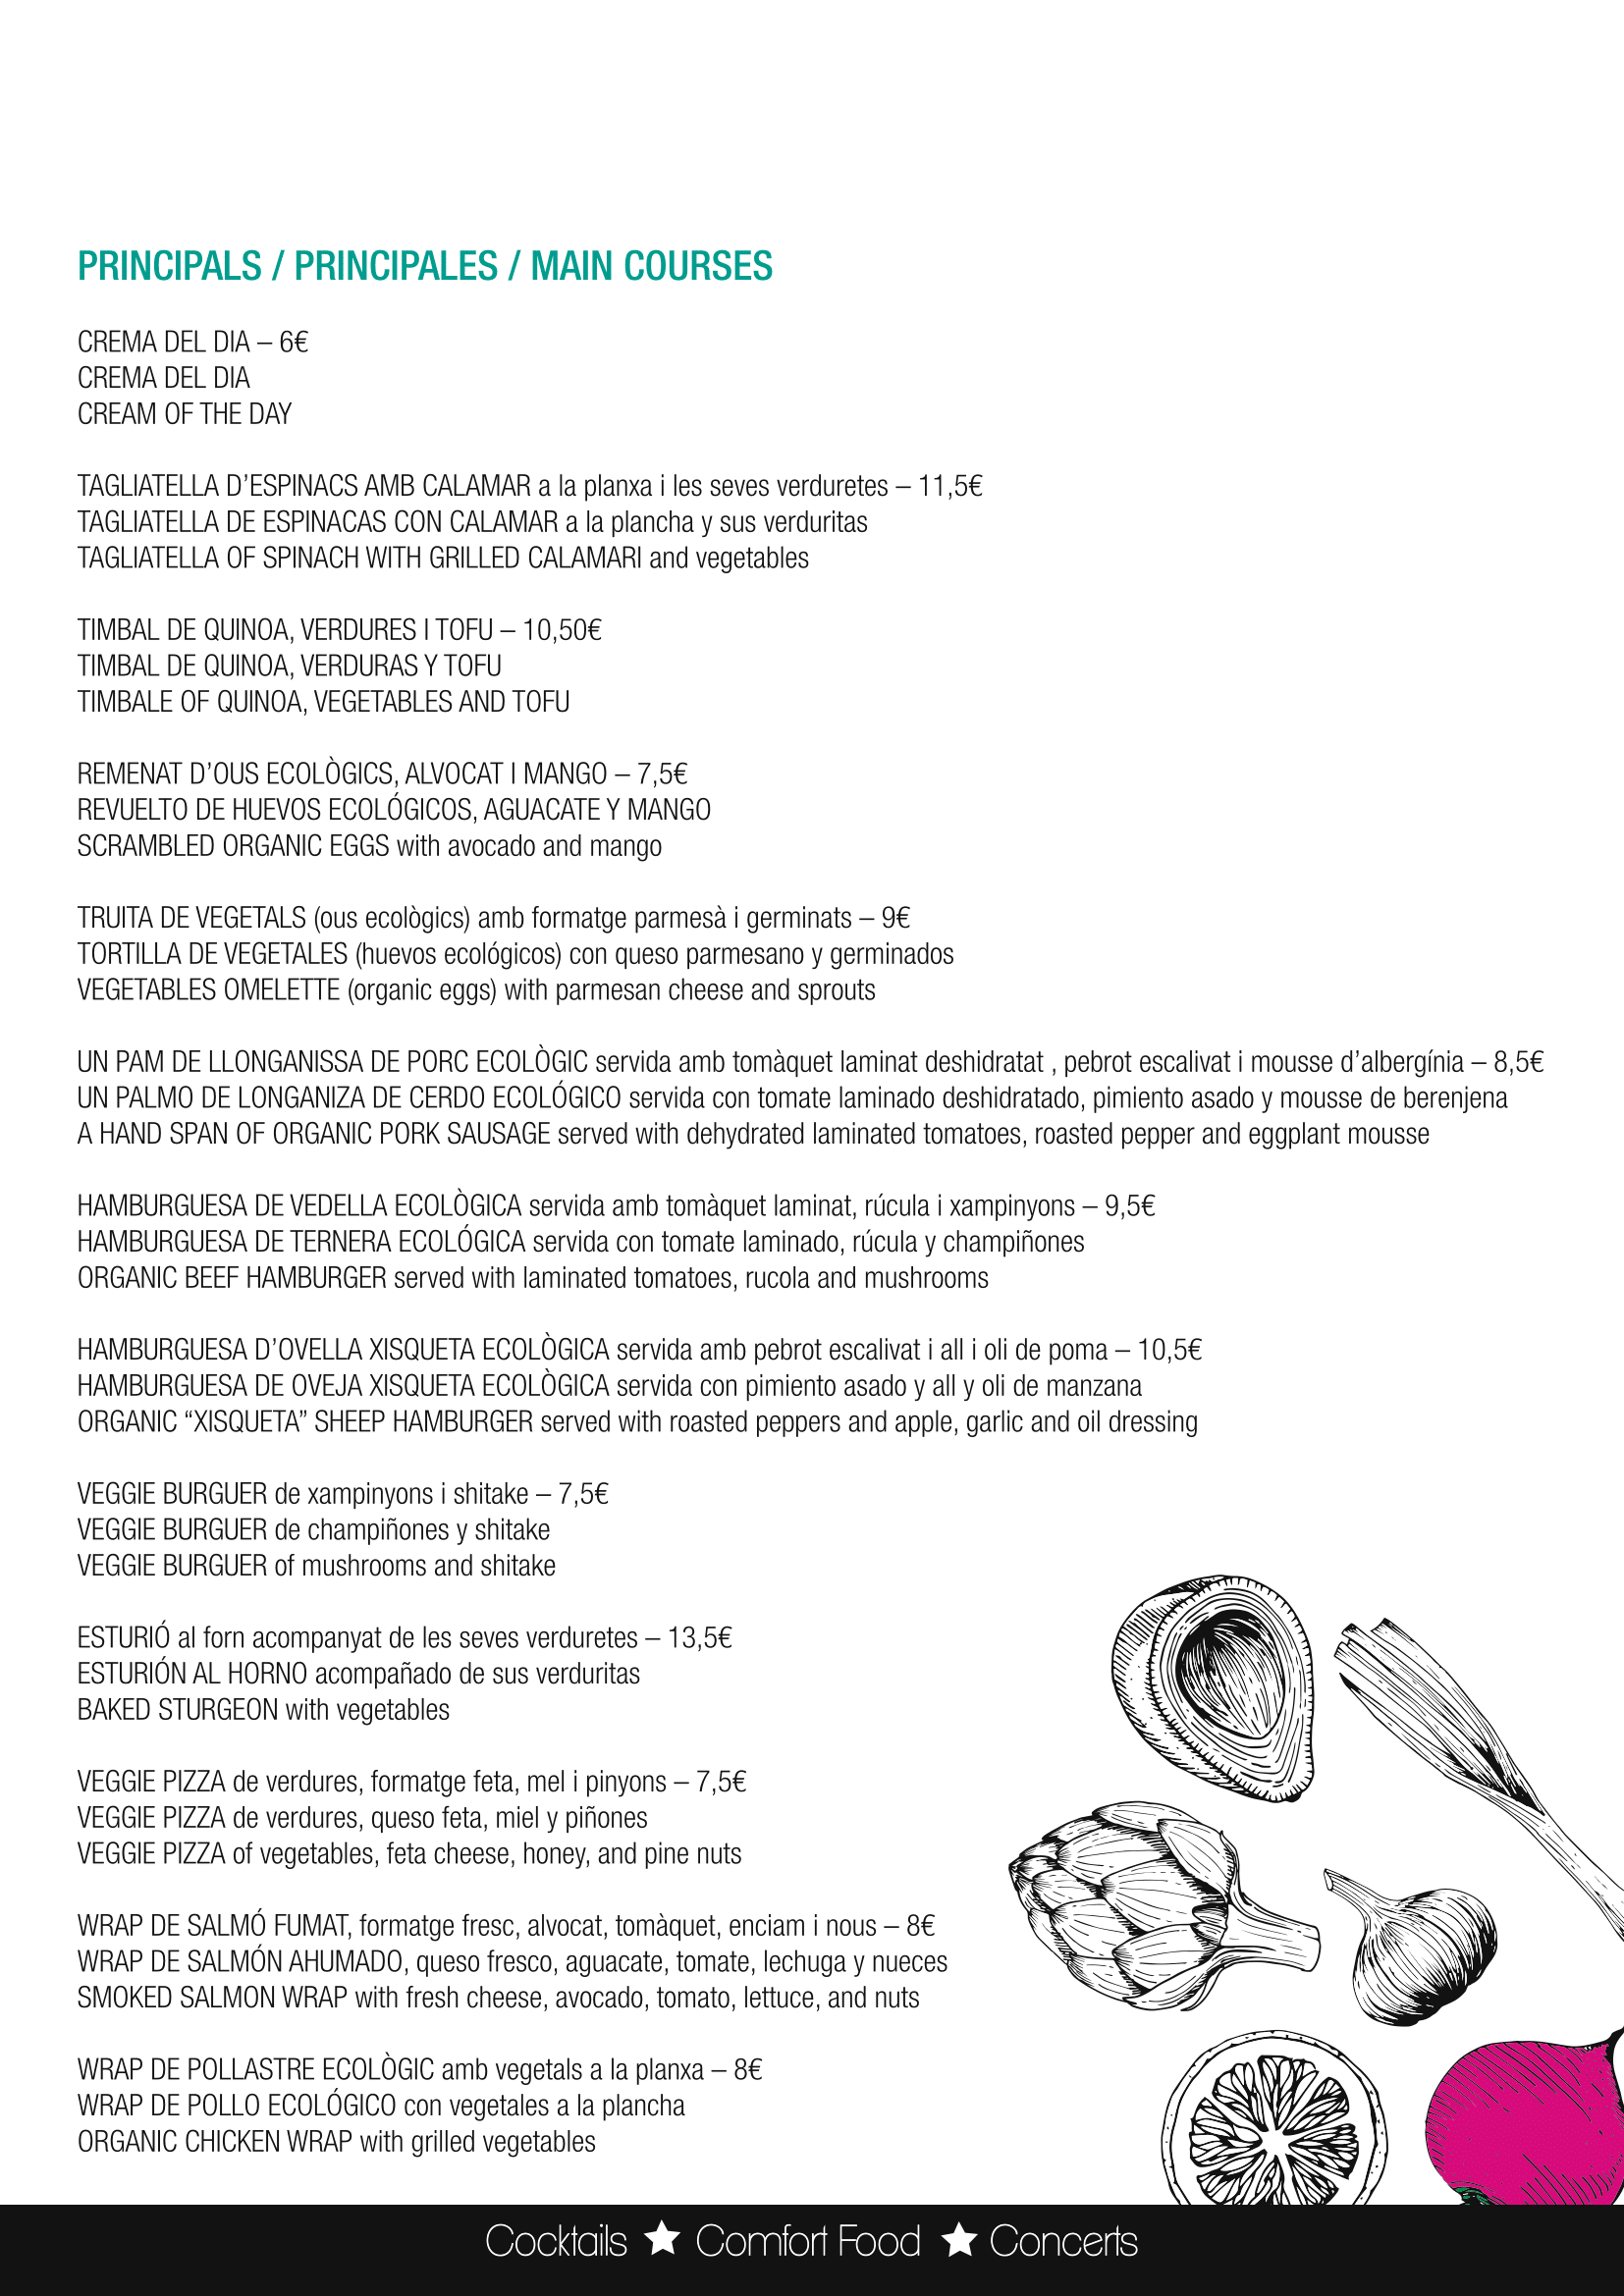 PRINCIPALS / PRINCIPALES / MAIN COURSES
CREMA DEL DIA – 6€
CREMA DEL DIA
CREAM OF THE DAY
TAGLIATELLA D’ESPINACS AMB CALAMAR a la planxa i les seves verduretes – 11,5€
TAGLIATELLA DE ESPINACAS CON CALAMAR a la plancha y sus verduritas
TAGLIATELLA OF SPINACH WITH GRILLED CALAMARI and vegetables
TIMBAL DE QUINOA, VERDURES I TOFU – 10,50€
TIMBAL DE QUINOA, VERDURAS Y TOFU
TIMBALE OF QUINOA, VEGETABLES AND TOFU
REMENAT D’OUS ECOLÒGICS, ALVOCAT I MANGO – 7,5€
REVUELTO DE HUEVOS ECOLÓGICOS, AGUACATE Y MANGO
SCRAMBLED ORGANIC EGGS with avocado and mango
TRUITA DE VEGETALS (ous ecològics) amb formatge parmesà i germinats – 9€
TORTILLA DE VEGETALES (huevos ecológicos) con queso parmesano y germinados
VEGETABLES OMELETTE (organic eggs) with parmesan cheese and sprouts
UN PAM DE LLONGANISSA DE PORC ECOLÒGIC servida amb tomàquet laminat deshidratat , pebrot escalivat i mousse d’albergínia – 8,5€
UN PALMO DE LONGANIZA DE CERDO ECOLÓGICO servida con tomate laminado deshidratado, pimiento asado y mousse de berenjena
A HAND SPAN OF ORGANIC PORK SAUSAGE served with dehydrated laminated tomatoes, roasted pepper and eggplant mousse
HAMBURGUESA DE VEDELLA ECOLÒGICA servida amb tomàquet laminat, rúcula i xampinyons – 9,5€
HAMBURGUESA DE TERNERA ECOLÓGICA servida con tomate laminado, rúcula y champiñones
ORGANIC BEEF HAMBURGER served with laminated tomatoes, rucola and mushrooms
HAMBURGUESA D’OVELLA XISQUETA ECOLÒGICA servida amb pebrot escalivat i all i oli de poma – 10,5€
HAMBURGUESA DE OVEJA XISQUETA ECOLÒGICA servida con pimiento asado y all y oli de manzana
ORGANIC “XISQUETA” SHEEP HAMBURGER served with roasted peppers and apple, garlic and oil dressing
VEGGIE BURGUER de xampinyons i shitake – 7,5€
VEGGIE BURGUER de champiñones y shitake
VEGGIE BURGUER of mushrooms and shitake
ESTURIÓ al forn acompanyat de les seves verduretes – 13,5€
ESTURIÓN AL HORNO acompañado de sus verduritas
BAKED STURGEON with vegetables
VEGGIE PIZZA de verdures, formatge feta, mel i pinyons – 7,5€
VEGGIE PIZZA de verdures, queso feta, miel y piñones
VEGGIE PIZZA of vegetables, feta cheese, honey, and pine nuts
WRAP DE SALMÓ FUMAT, formatge fresc, alvocat, tomàquet, enciam i nous – 8€
WRAP DE SALMÓN AHUMADO, queso fresco, aguacate, tomate, lechuga y nueces
SMOKED SALMON WRAP with fresh cheese, avocado, tomato, lettuce, and nuts
WRAP DE POLLASTRE ECOLÒGIC amb vegetals a la planxa – 8€
WRAP DE POLLO ECOLÓGICO con vegetales a la plancha
ORGANIC CHICKEN WRAP with grilled vegetables
Cocktails ★ Comfort Food ★ Concerts